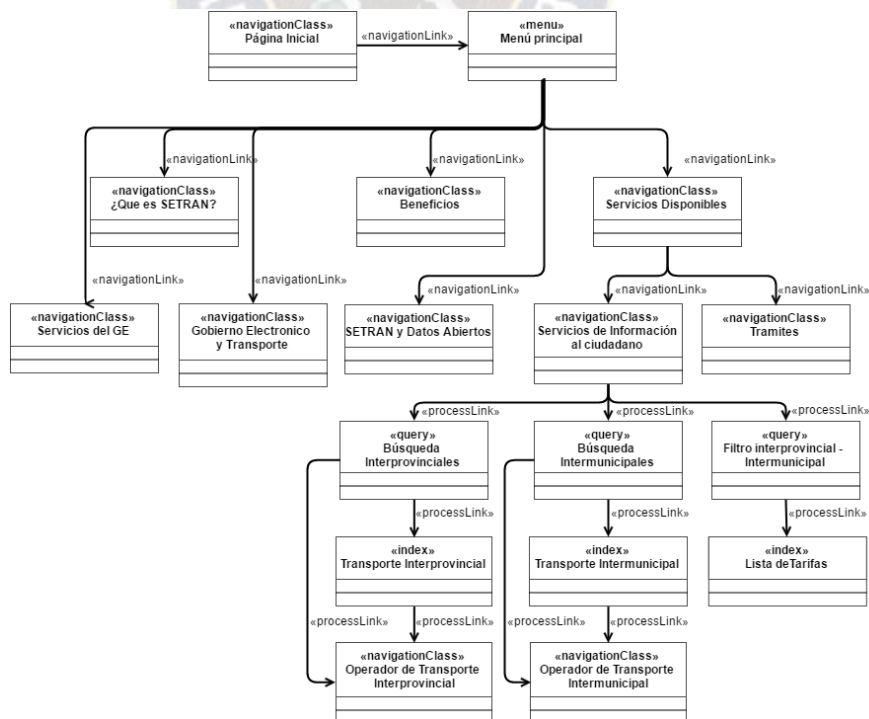 «navigationClass»
Página Inicial
«navigationLink»
«menu»
Menú principal
«navigationLink»
«navigationLink»
«navigationLink»
«navigationClass»
¿Que es SETRAN?
«navigationClass»
Beneficios
«navigationClass»
Servicios Disponibles
«navigationLink»
«navigationLink»
«navigationLink»
«navigationLink»
«navigationLink»
«navigationClass»
Servicios del GE
«navigationClass»
Gobierno Electronico
y Transporte
«navigationClass»
SETRAN y Datos Abiertos
«navigationClass»
Servicios de Información
al ciudadano
«navigationClass»
Tramites
«processLink»
«processLink»
«processLink»
«query»
Búsqueda
Interprovinciales
«query»
Búsqueda
Intermunicipales
«query»
Filtro interprovincial -
Intermunicipal
«processLink»
«processLink»
«processLink»
«index»
Transporte Interprovincial
«index»
Transporte Intermunicipal
«index»
Lista deTarifas
«processLink»
«processLink»
«processLink»
«processLink»
«navigationClass»
Operador de Transporte
Interprovincial
«navigationClass»
Operador de Transporte
Intermunicipal